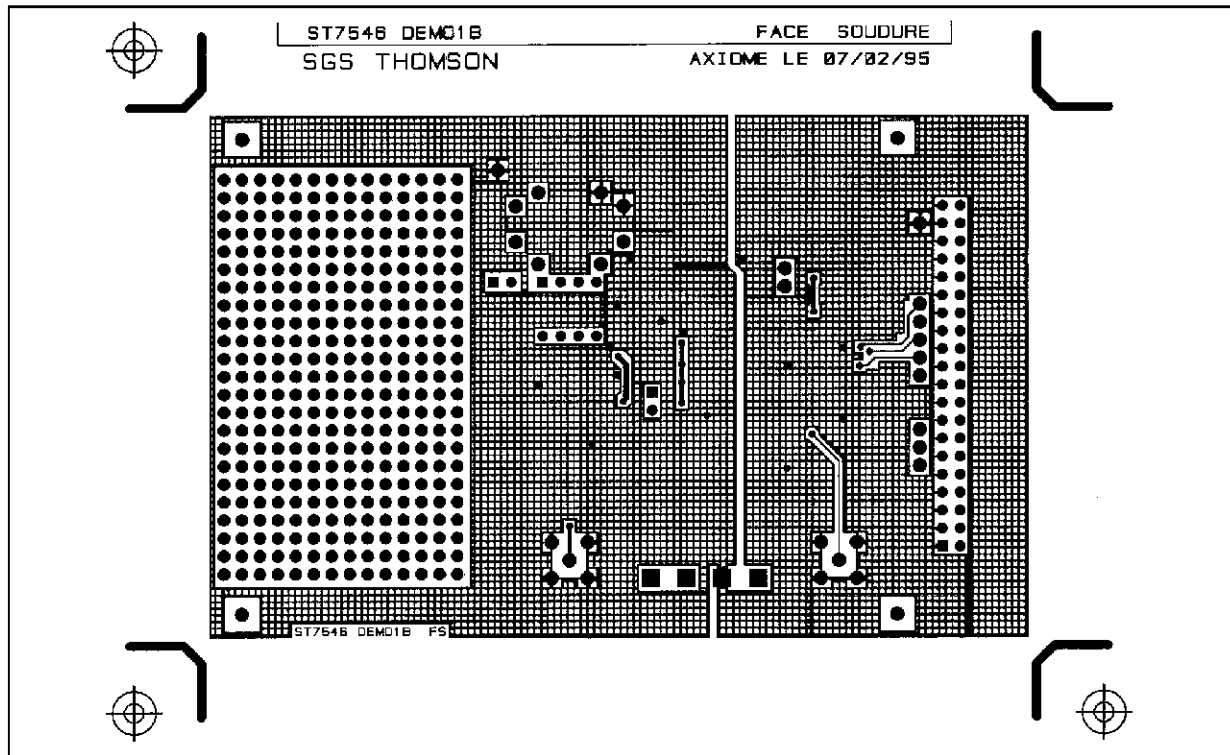 ST7546 DEMO1B FACE SOUDURE
SGS THOMSON AXIOME LE 07/02/95
ST7546 DEMO1B FS